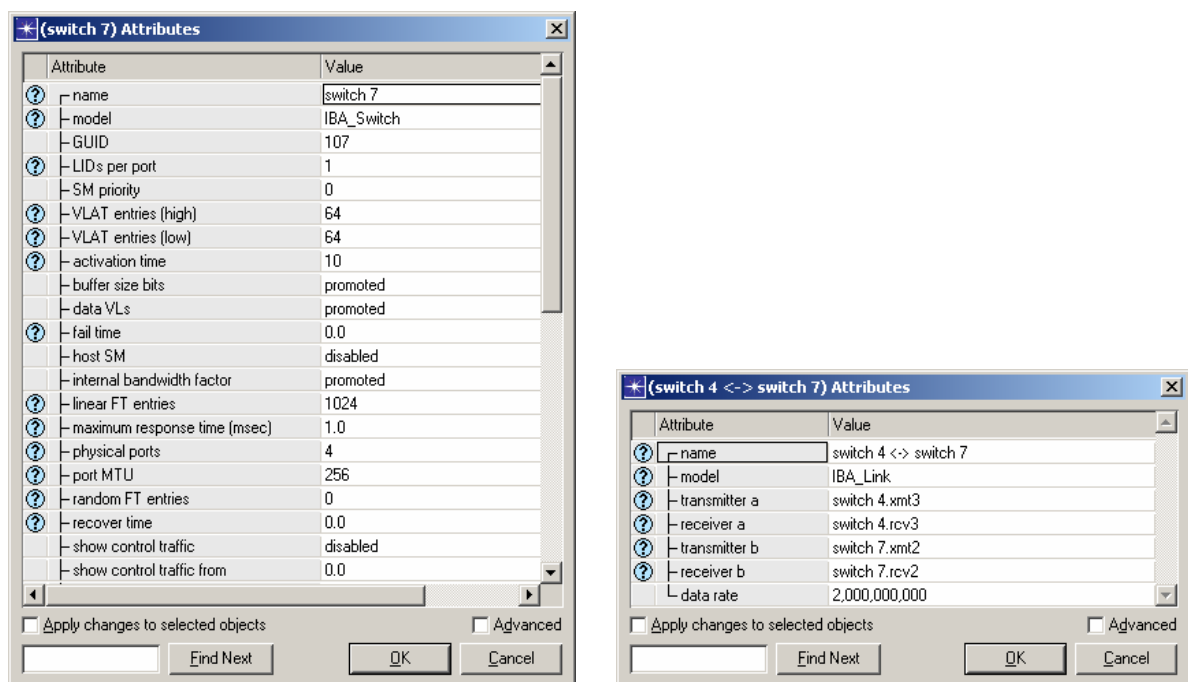 (switch 7) Attributes
Attribute Value
name switch 7
model IBA_Switch
GUID 107
LIDs per port 1
SM priority 0
VLAT entries (high) 64
VLAT entries (low) 64
activation time 10
buffer size bits promoted
data VLs promoted
fail time 0.0
host SM disabled
internal bandwidth factor promoted
linear FT entries 1024
maximum response time (msec) 1.0
physical ports 4
port MTU 256
random FT entries 0
recover time 0.0
show control traffic disabled
show control traffic from 0.0
Apply changes to selected objects Advanced
Find Next OK Cancel
(switch 4 <-> switch 7) Attributes
Attribute Value
name switch 4 <-> switch 7
model IBA_Link
transmitter a switch 4.xmt3
receiver a switch 4.rcv3
transmitter b switch 7.xmt2
receiver b switch 7.rcv2
data rate 2,000,000,000
Apply changes to selected objects Advanced
Find Next OK Cancel